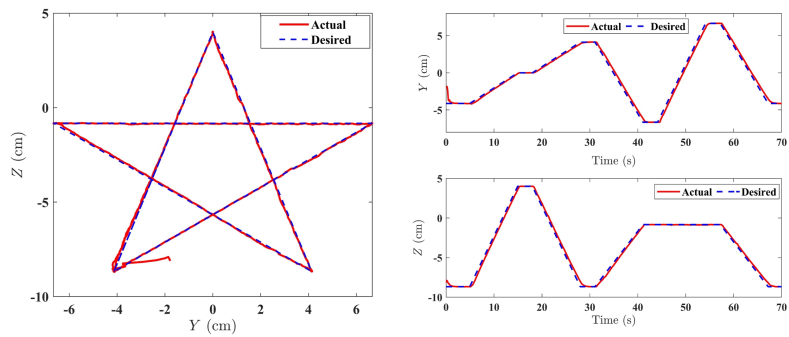 5
0
-5
-10
Z (cm)
-6 -4 -2 0 2 4 6
Y (cm)
Actual
Desired
5
0
-5
Y (cm)
0 10 20 30 40 50 60 70
Time (s)
Actual Desired
5
0
-5
-10
Z (cm)
0 10 20 30 40 50 60 70
Time (s)
Actual Desired